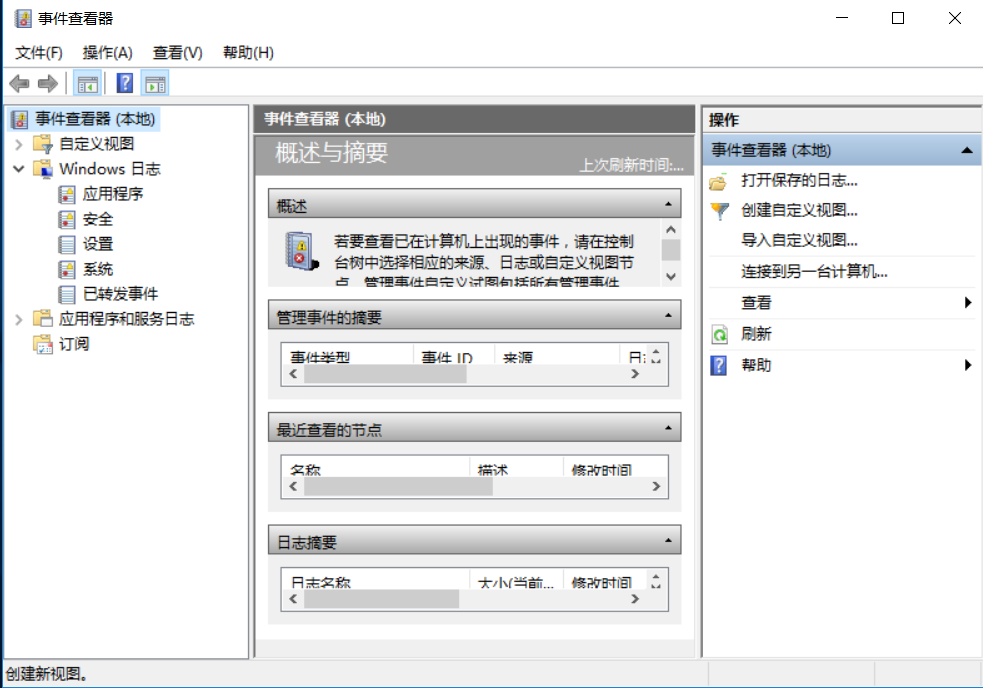 事件查看器
文件(F) 操作(A) 查看(V) 帮助(H)
事件查看器 (本地)
自定义视图
Windows 日志
应用程序
安全
设置
系统
已转发事件
应用程序和服务日志
订阅
事件查看器 (本地)
概述与摘要
上次刷新时间:...
概述
若要查看已在计算机上出现的事件，请在控制
台树中选择相应的来源、日志或自定义视图节
点。管理事件自定义试图包括所有管理事件
管理事件的摘要
事件类型 事件 ID 来源 日志
最近查看的节点
名称 描述 修改时间
日志摘要
日志名称 大小(当前... 修改时间
操作
事件查看器 (本地)
打开保存的日志...
创建自定义视图...
导入自定义视图...
连接到另一台计算机...
查看
刷新
帮助
创建新视图。